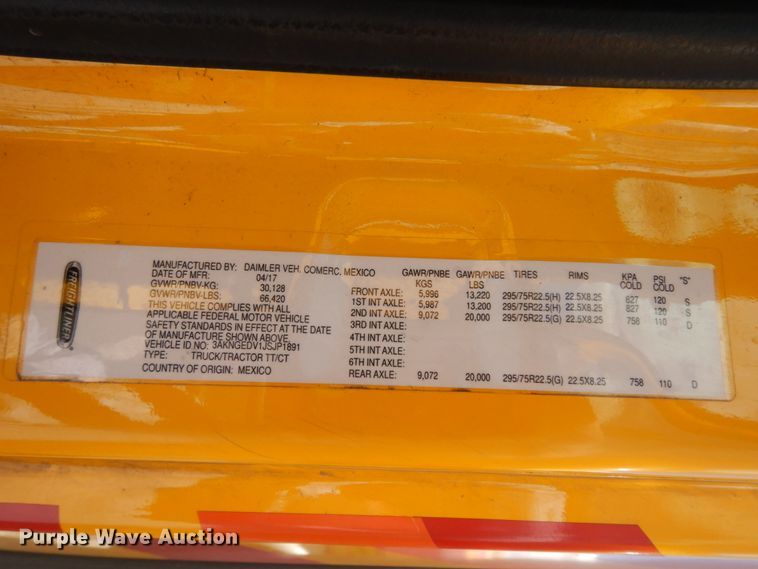 FREIGHTLINER
MANUFACTURED BY: DAIMLER VEH. COMERC. MEXICO
DATE OF MFR: 04/17
GVWR/PNBV-KG: 30,128
GVWR/PNBV-LBS: 66,420
THIS VEHICLE COMPLIES WITH ALL
APPLICABLE FEDERAL MOTOR VEHICLE
SAFETY STANDARDS IN EFFECT AT THE DATE
OF MANUFACTURE SHOWN ABOVE.
VEHICLE ID: 3AKNGEDV1JSJP1891
TYPE: TRUCK/TRACTOR TT/CT
COUNTRY OF ORIGIN: MEXICO
GAWR/PNBE GAWR/PNBE TIRES RIMS KPA PSI "S"
KGS LBS COLD COLD
FRONT AXLE: 5,996 13,220 295/75R22.5(H) 22.5X8.25 827 120 S
1ST INT AXLE: 5,987 13,200 295/75R22.5(H) 22.5X8.25 827 120 S
2ND INT AXLE: 9,072 20,000 295/75R22.5(G) 22.5X8.25 758 110 D
3RD INT AXLE:
4TH INT AXLE:
5TH INT AXLE:
6TH INT AXLE:
REAR AXLE: 9,072 20,000 295/75R22.5(G) 22.5X8.25 758 110 D
Purple Wave Auction